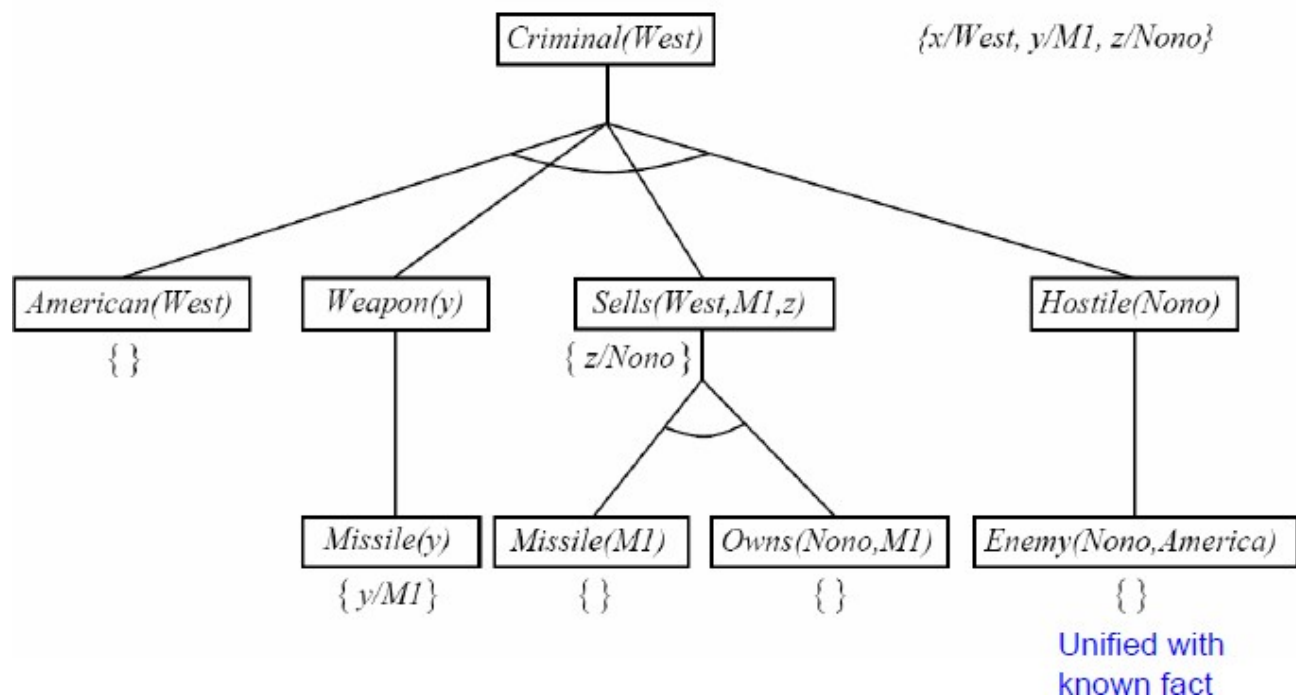 Criminal(West)
{x/West, y/M1, z/Nono}
American(West)
Weapon(y)
Sells(West,M1,z)
Hostile(Nono)
{ }
{ z/Nono }
Missile(y)
Missile(M1)
Owns(Nono,M1)
Enemy(Nono,America)
{ y/M1 }
{ }
{ }
{ }
Unified with
known fact